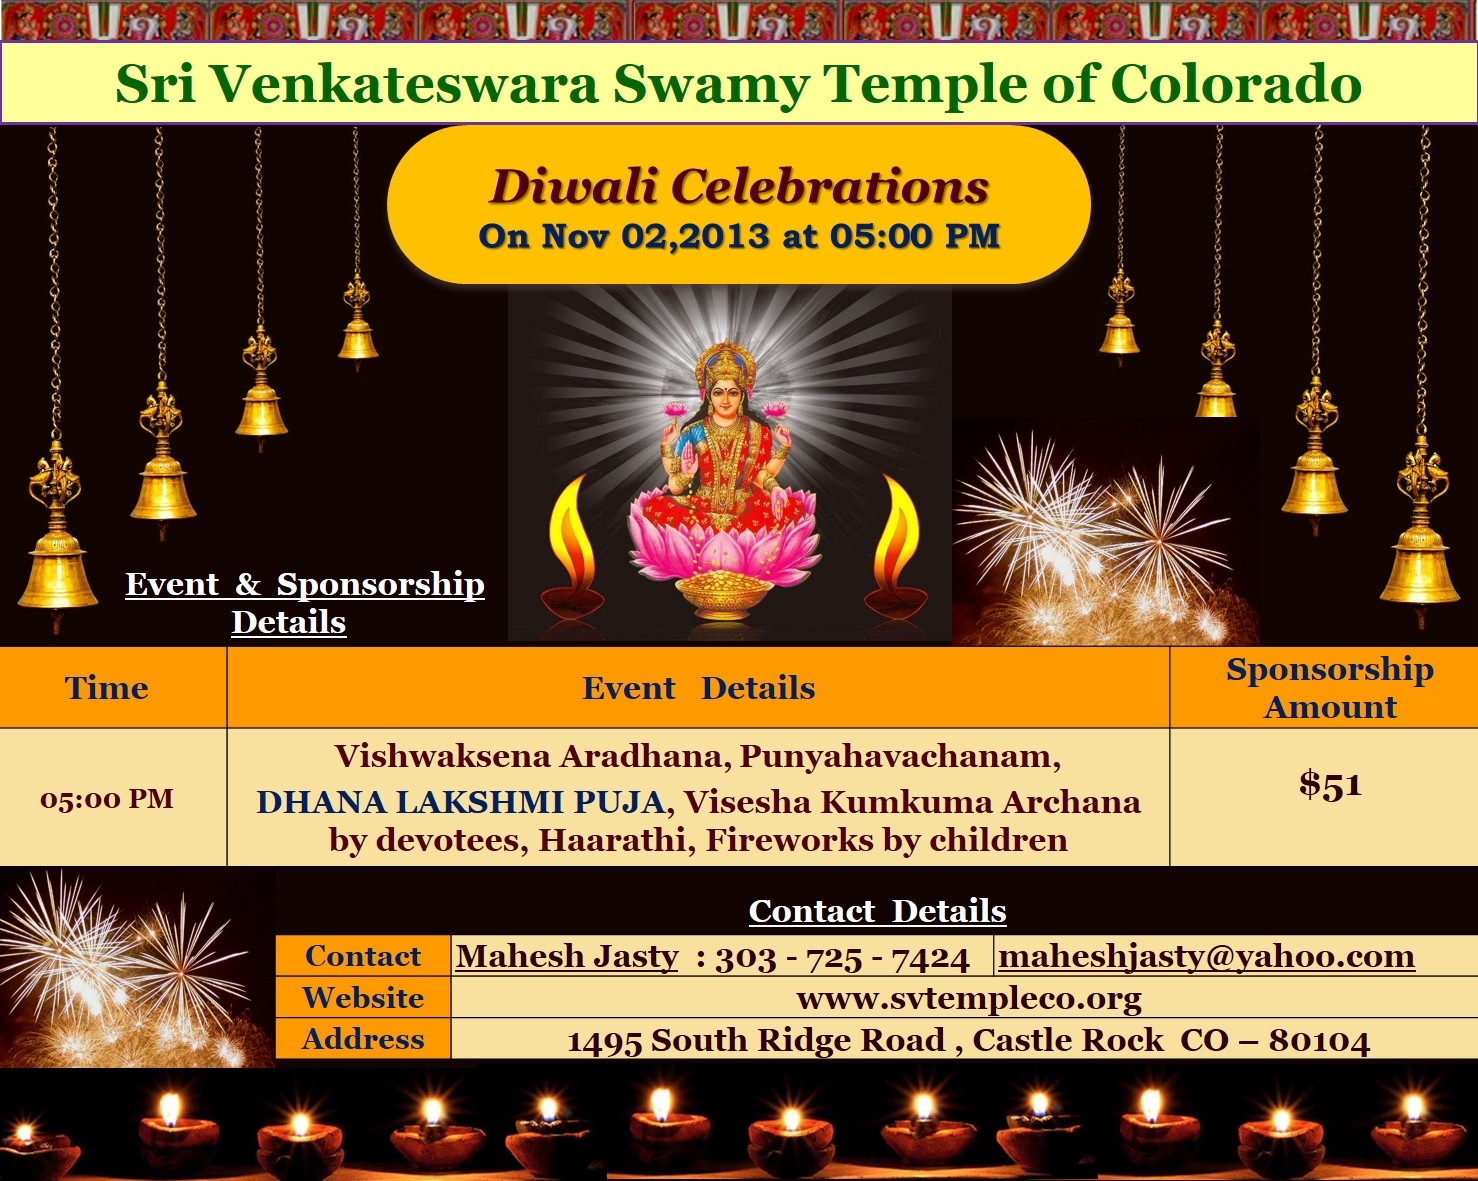 Sri Venkateswara Swamy Temple of Colorado
Diwali Celebrations
On Nov 02,2013 at 05:00 PM
Event & Sponsorship
Details
Time
Event Details
Sponsorship
Amount
05:00 PM
Vishwaksena Aradhana, Punyahavachanam,
DHANA LAKSHMI PUJA, Visesha Kumkuma Archana
by devotees, Haarathi, Fireworks by children
$51
Contact Details
Contact Mahesh Jasty : 303 - 725 - 7424 maheshjasty@yahoo.com
Website www.svtempleco.org
Address 1495 South Ridge Road , Castle Rock CO – 80104